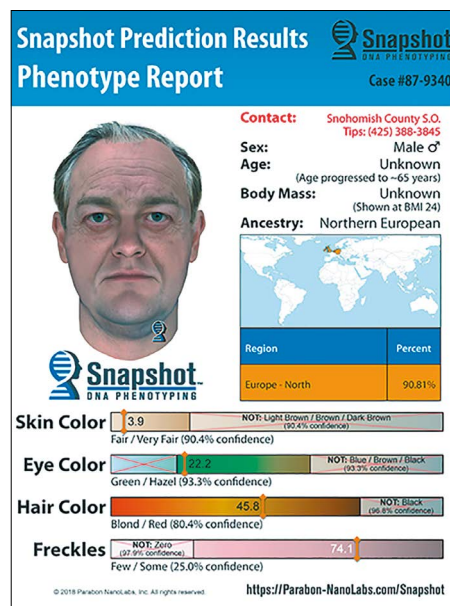 Snapshot Prediction Results
Phenotype Report
Snapshot
DNA PHENOTYPING
Case #87-9340
Contact: Snohomish County S.O.
Tips: (425) 388-3845
Sex: Male ♂
Age: Unknown
(Age progressed to ~65 years)
Body Mass: Unknown
(Shown at BMI 24)
Ancestry: Northern European
Region Percent
Europe - North 90.81%
Snapshot™
DNA PHENOTYPING
Skin Color 3.9 NOT: Light Brown / Brown / Dark Brown
(90.4% confidence)
Fair / Very Fair (90.4% confidence)
Eye Color 22.2 NOT: Blue / Brown / Black
(93.3% confidence)
Green / Hazel (93.3% confidence)
Hair Color 45.8 NOT: Black
(96.8% confidence)
Blond / Red (80.4% confidence)
Freckles NOT: Zero
(97.9% confidence) 74.1
Few / Some (25.0% confidence)
© 2018 Parabon NanoLabs, Inc. All rights reserved.
https://Parabon-NanoLabs.com/Snapshot